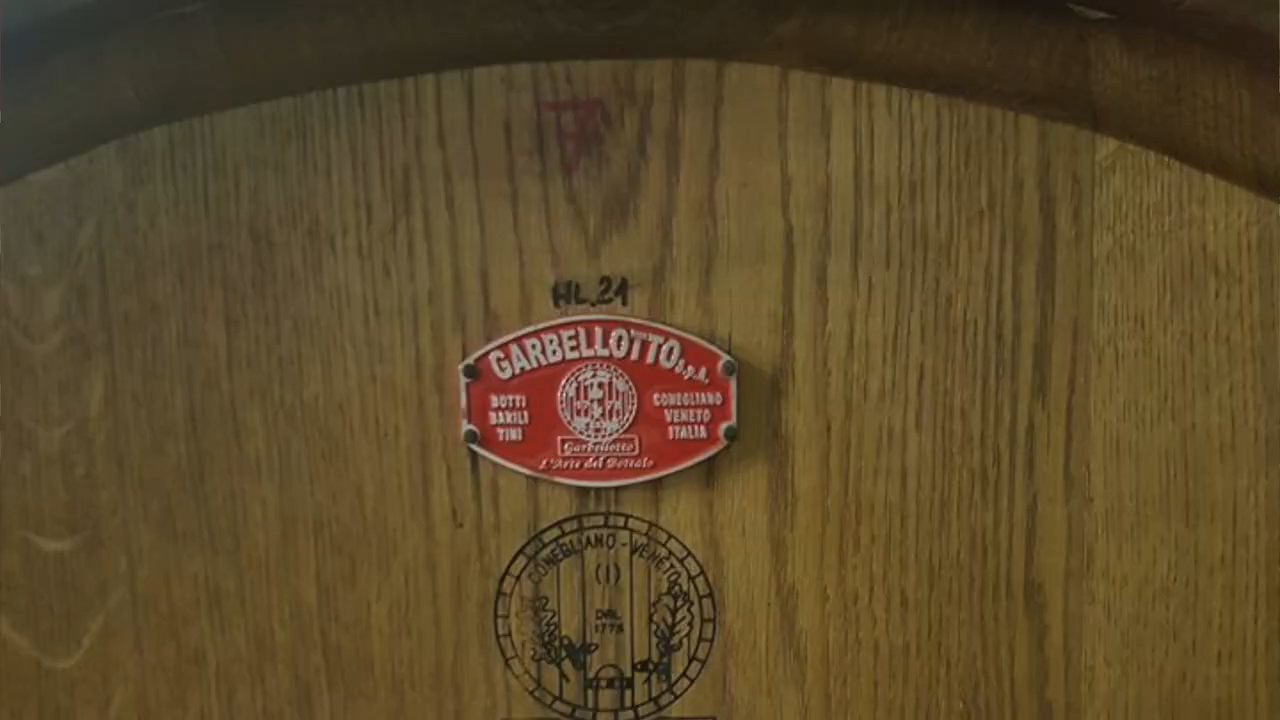 HL.21
GARBELLOTTO S.p.A.
BOTTI
BARILI
TINI
CONEGLIANO
VENETO
ITALIA
Garbellotto
L'Arte del Bottaio
CONEGLIANO - VENETO
(I)
DAL
1775